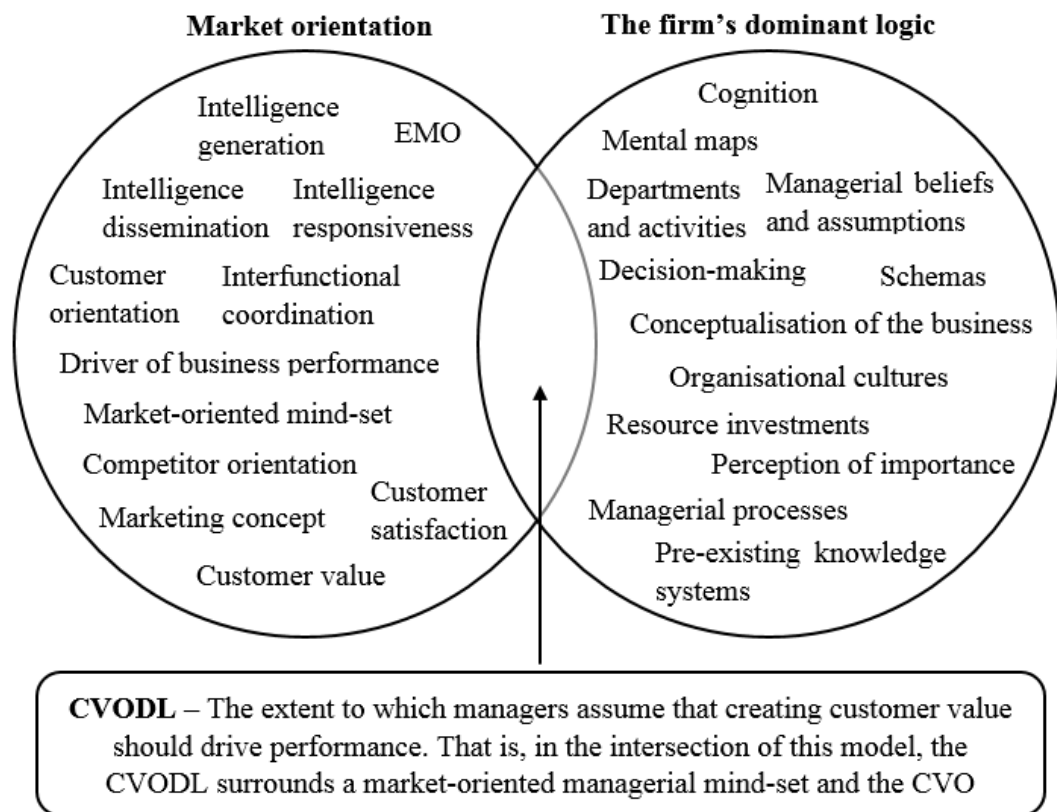 Market orientation
The firm's dominant logic
Intelligence
generation
EMO
Intelligence
dissemination
Intelligence
responsiveness
Customer
orientation
Interfunctional
coordination
Driver of business performance
Market-oriented mind-set
Competitor orientation
Marketing concept
Customer
satisfaction
Customer value
Cognition
Mental maps
Departments
and activities
Managerial beliefs
and assumptions
Decision-making
Schemas
Conceptualisation of the business
Organisational cultures
Resource investments
Perception of importance
Managerial processes
Pre-existing knowledge
systems
CVODL – The extent to which managers assume that creating customer value
should drive performance. That is, in the intersection of this model, the
CVODL surrounds a market-oriented managerial mind-set and the CVO